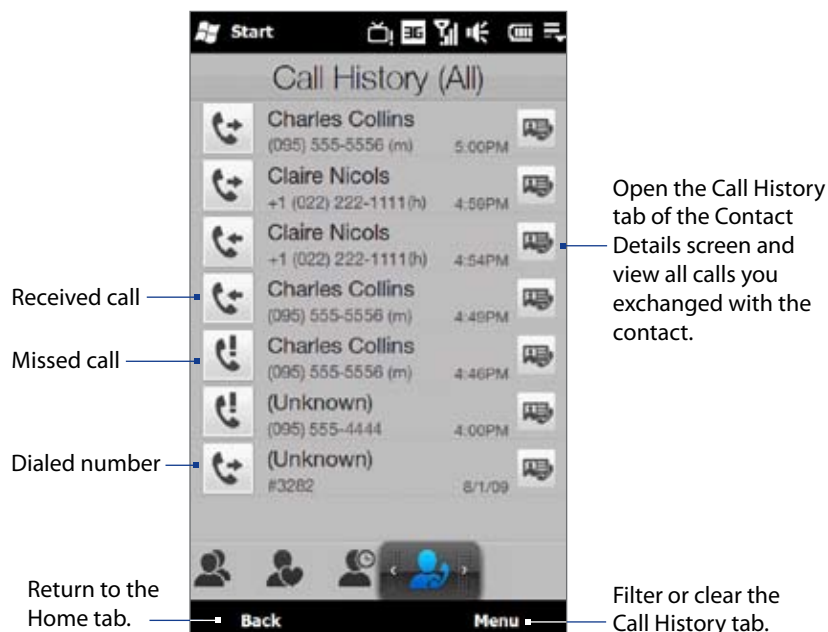 Start
3G
Call History (All)
Charles Collins
(095) 555-5556 (m) 5:00PM
Claire Nicols
+1 (022) 222-1111(h) 4:59PM
Claire Nicols
+1 (022) 222-1111(h) 4:54PM
Charles Collins
(095) 555-5556 (m) 4:49PM
Charles Collins
(095) 555-5556 (m) 4:46PM
(Unknown)
(095) 555-4444 4:00PM
(Unknown)
#3282 8/1/09
Back Menu
Received call
Missed call
Dialed number
Return to the
Home tab.
Open the Call History
tab of the Contact
Details screen and
view all calls you
exchanged with the
contact.
Filter or clear the
Call History tab.